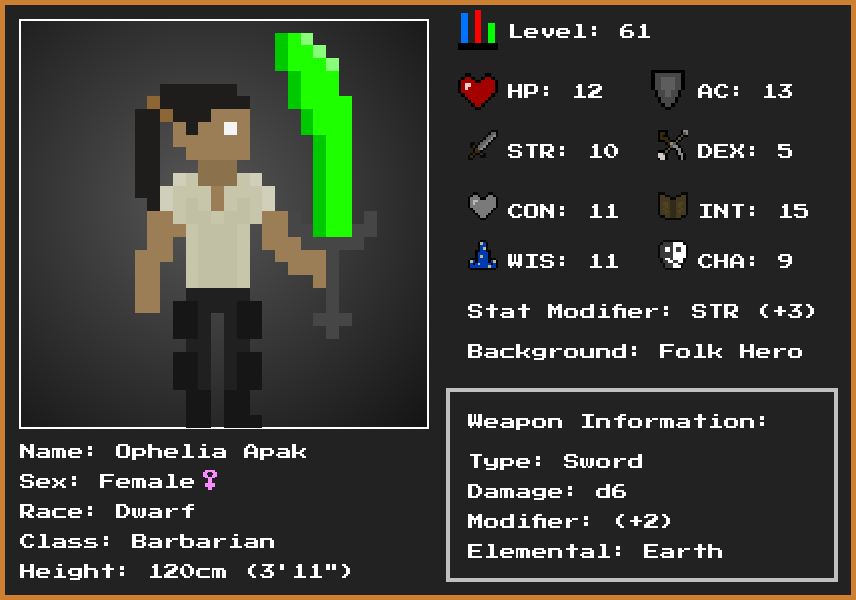 Level: 61
HP: 12
AC: 13
STR: 10
DEX: 5
CON: 11
INT: 15
WIS: 11
CHA: 9
Stat Modifier: STR (+3)
Background: Folk Hero
Weapon Information:
Type: Sword
Damage: d6
Modifier: (+2)
Elemental: Earth
Name: Ophelia Apak
Sex: Female♀
Race: Dwarf
Class: Barbarian
Height: 120cm (3'11")